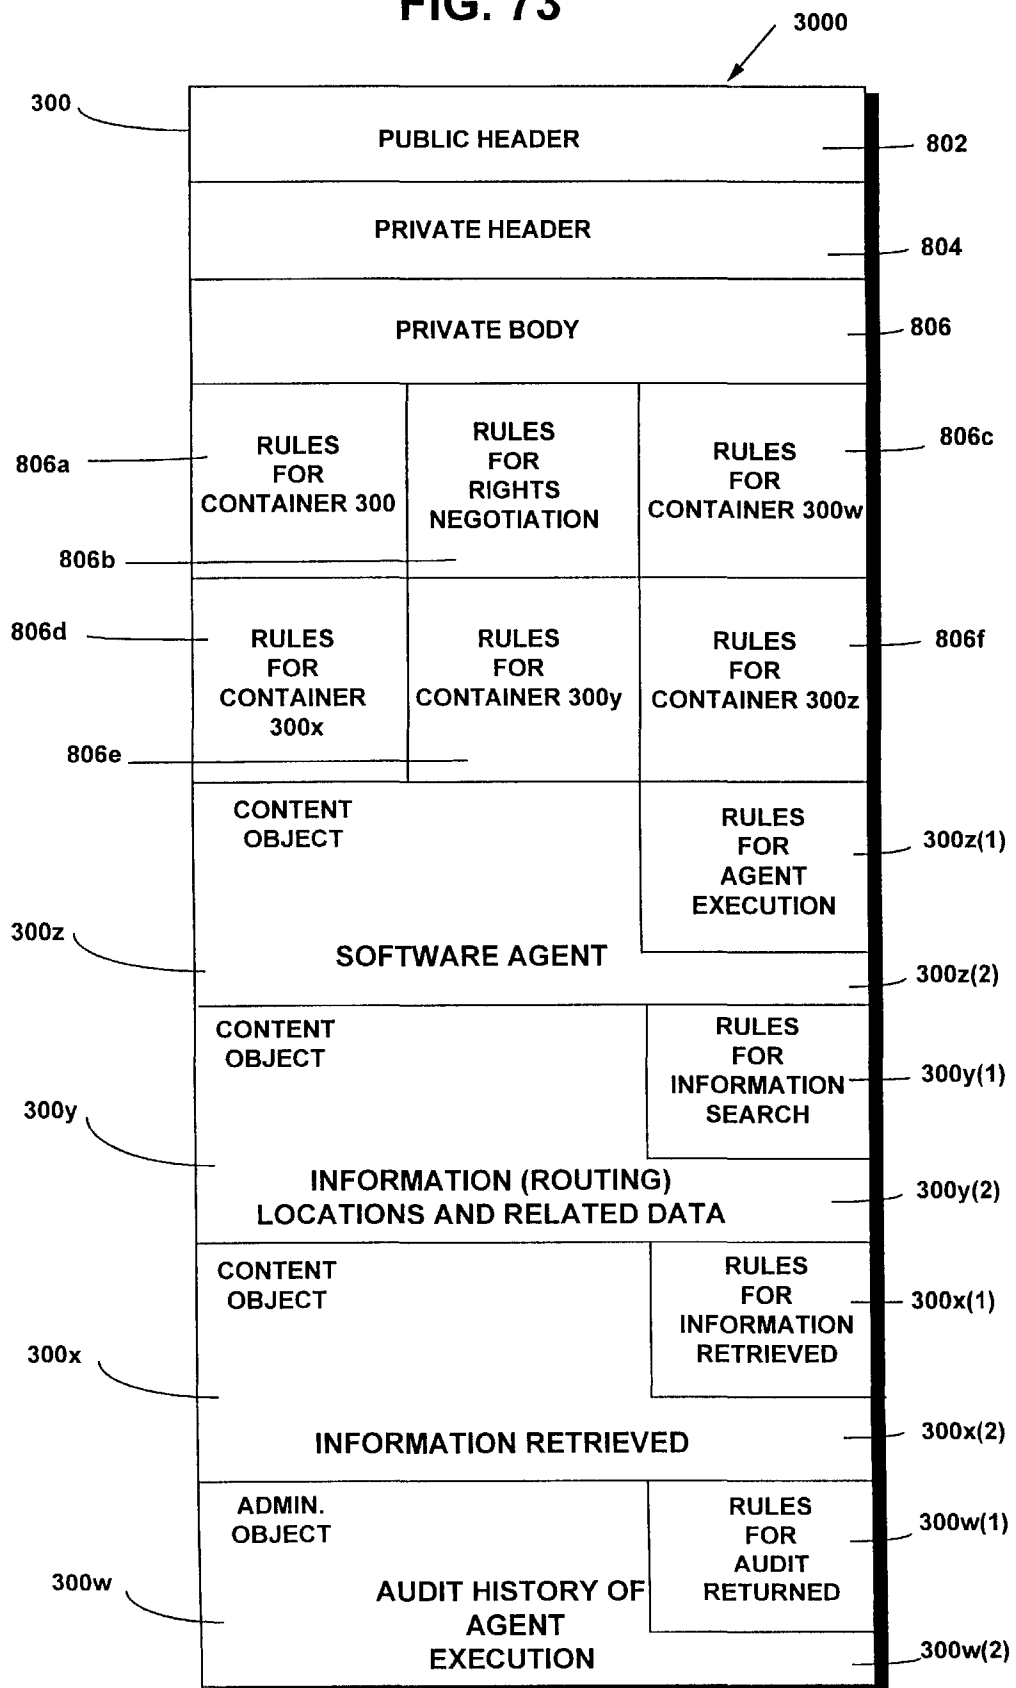 FIG. 73
3000
300
PUBLIC HEADER
802
PRIVATE HEADER
804
PRIVATE BODY
806
806a
RULES
FOR
CONTAINER 300
RULES
FOR
RIGHTS
NEGOTIATION
806b
RULES
FOR
CONTAINER 300w
806c
806d
RULES
FOR
CONTAINER
300x
RULES
FOR
CONTAINER 300y
806e
RULES
FOR
CONTAINER 300z
806f
CONTENT
OBJECT
RULES
FOR
AGENT
EXECUTION
300z(1)
300z
SOFTWARE AGENT
300z(2)
CONTENT
OBJECT
RULES
FOR
INFORMATION
SEARCH
300y(1)
300y
INFORMATION (ROUTING)
LOCATIONS AND RELATED DATA
300y(2)
CONTENT
OBJECT
RULES
FOR
INFORMATION
RETRIEVED
300x(1)
300x
INFORMATION RETRIEVED
300x(2)
ADMIN.
OBJECT
RULES
FOR
AUDIT
RETURNED
300w(1)
300w
AUDIT HISTORY OF
AGENT
EXECUTION
300w(2)